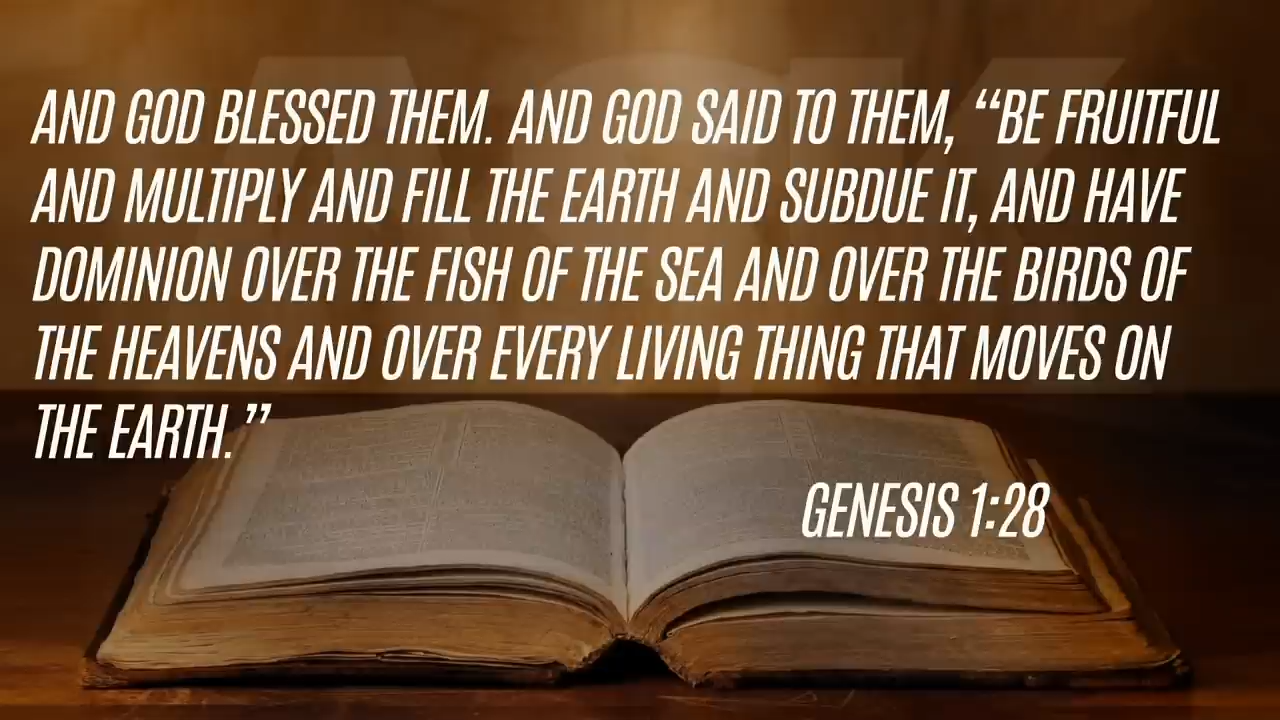 AND GOD BLESSED THEM. AND GOD SAID TO THEM, “BE FRUITFUL
AND MULTIPLY AND FILL THE EARTH AND SUBDUE IT, AND HAVE
DOMINION OVER THE FISH OF THE SEA AND OVER THE BIRDS OF
THE HEAVENS AND OVER EVERY LIVING THING THAT MOVES ON
THE EARTH.”
GENESIS 1:28